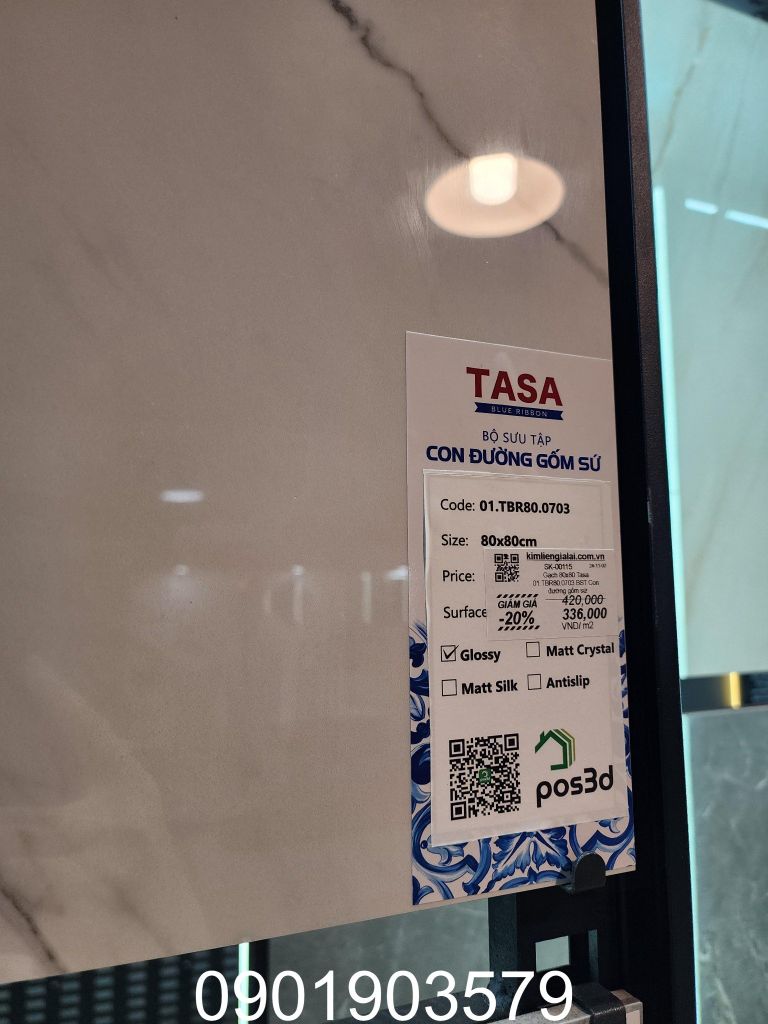 TASA
BLUE RIBBON
BỘ SƯU TẬP
CON ĐƯỜNG GỐM SỨ
Code: 01.TBR80.0703
Size: 80x80cm
Price:
kimliengialai.com.vn
SK-00115
Gạch 80x80 Tasa
01.TBR80.0703 BST Con
đường gốm sứ
GIẢM GIÁ
-20%
420,000
336,000
VND/ m2
Surface
Glossy
Matt Crystal
Matt Silk
Antislip
pos3d
0901903579